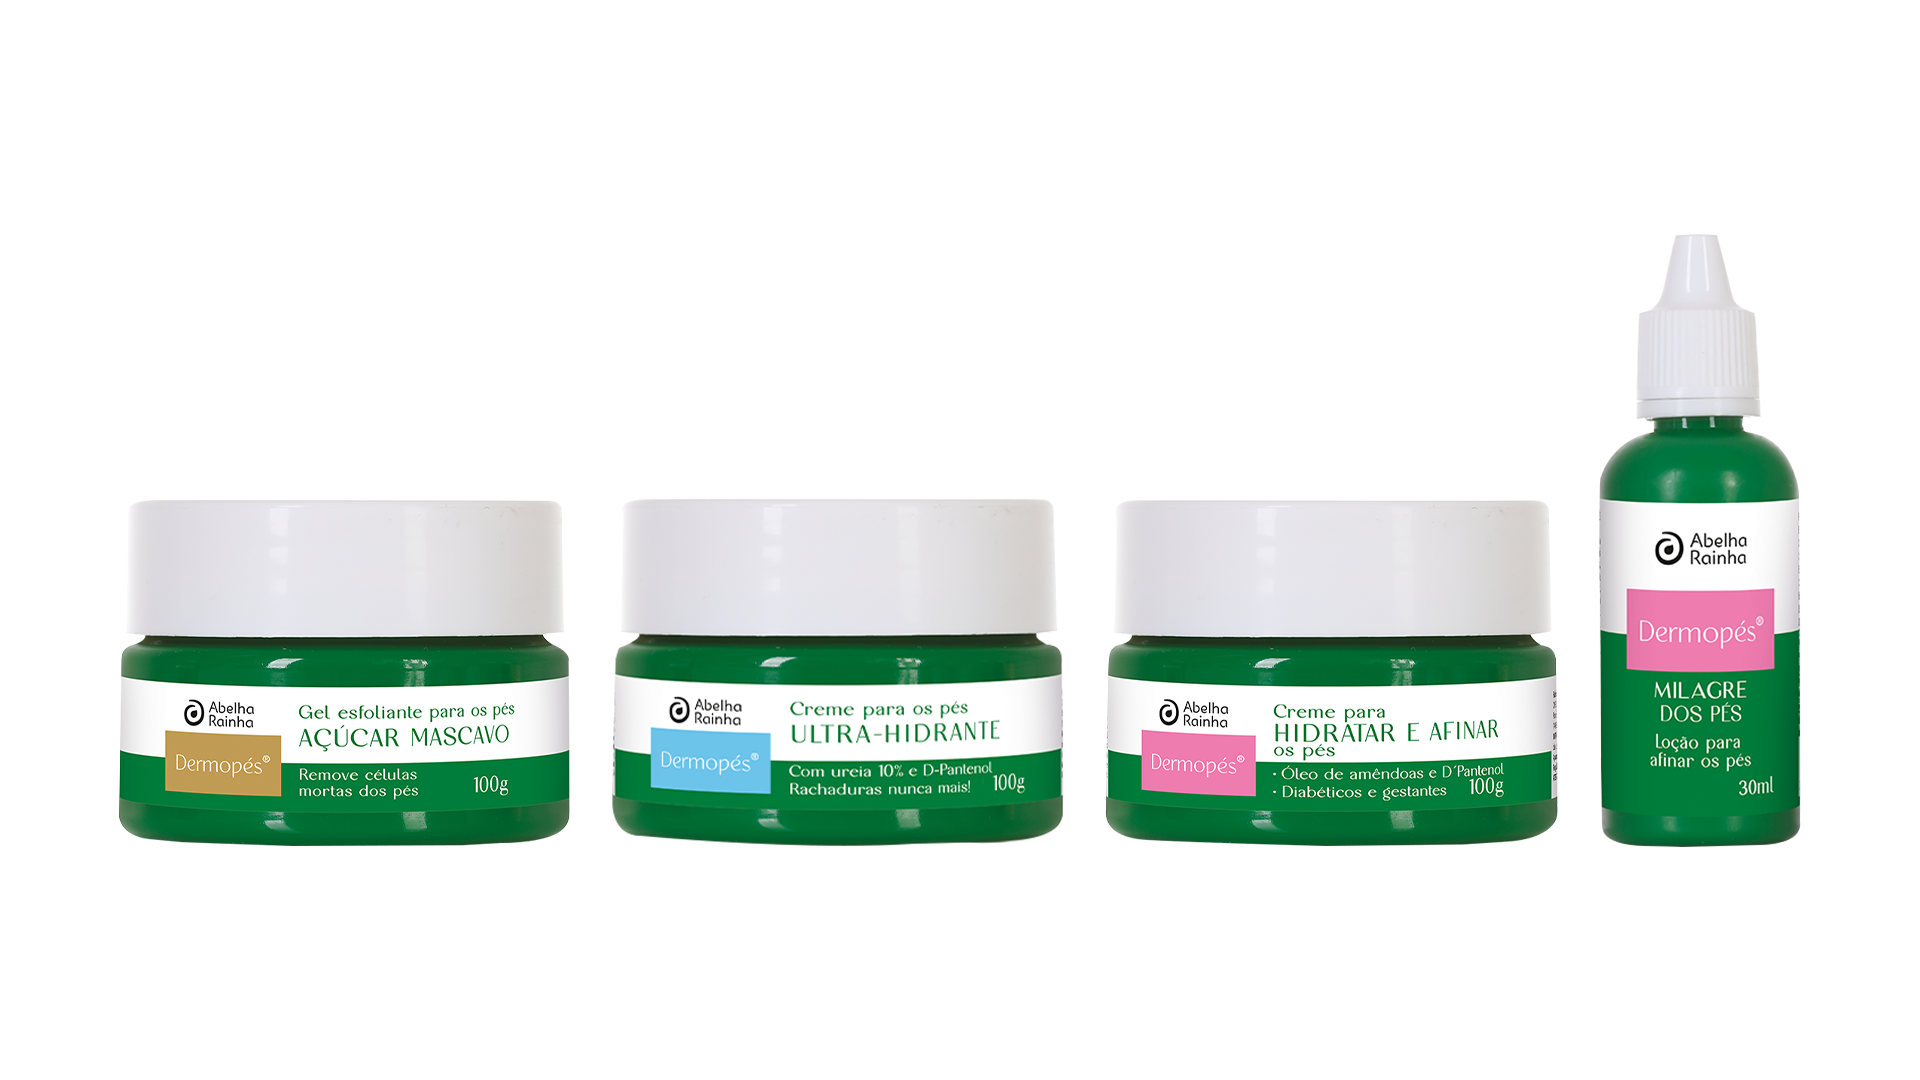 Abelha
Rainha
Dermopés®
Gel esfoliante para os pés
AÇÚCAR MASCAVO
Remove células
mortas dos pés
100g
Abelha
Rainha
Dermopés®
Creme para os pés
ULTRA-HIDRANTE
Com ureia 10% e D-Pantenol
Rachaduras nunca mais!
100g
Abelha
Rainha
Dermopés®
Creme para
HIDRATAR E AFINAR
os pés
• Óleo de amêndoas e D´Pantenol
• Diabéticos e gestantes
100g
Abelha
Rainha
Dermopés®
MILAGRE
DOS PÉS
Loção para
afinar os pés
30ml